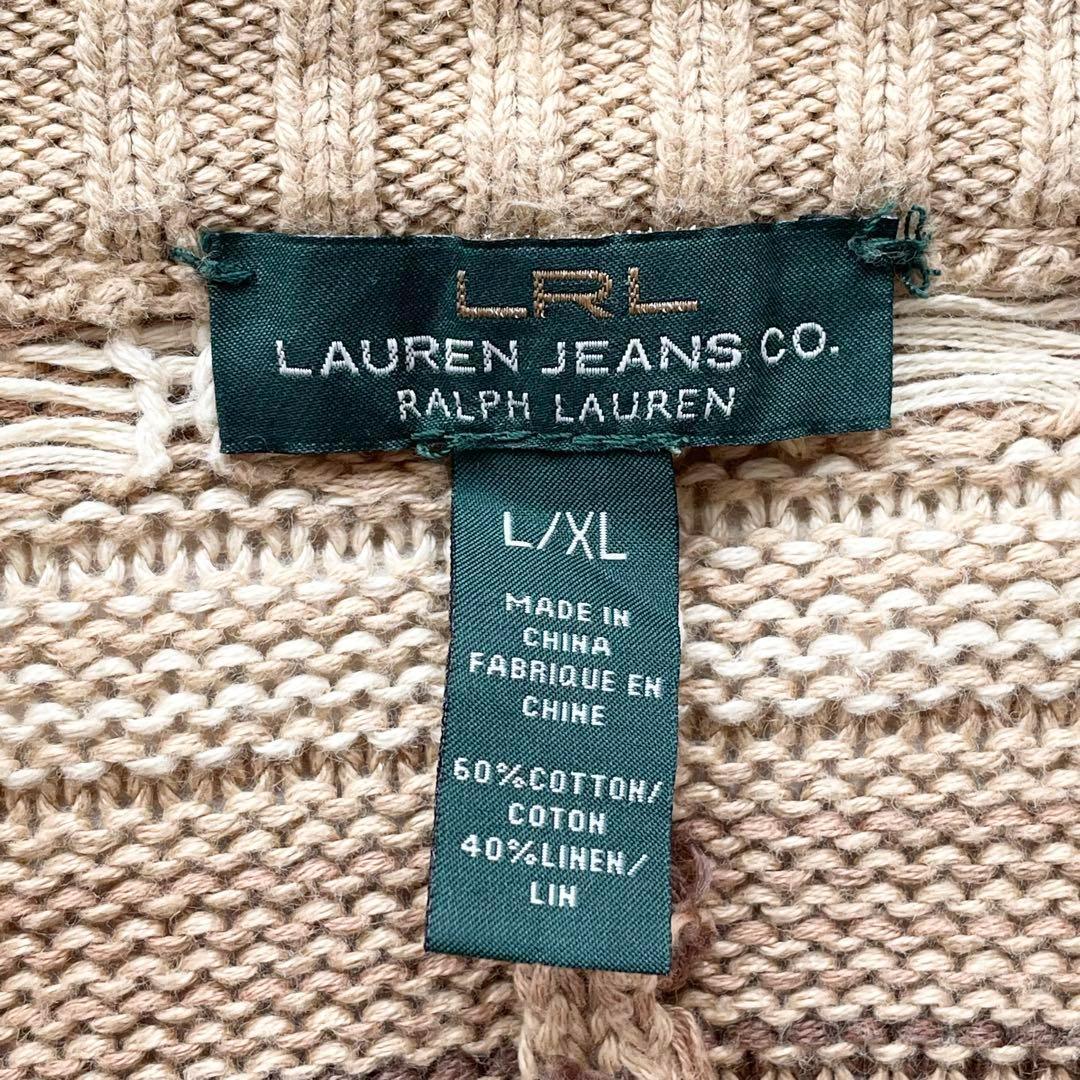 LRL
LAUREN JEANS CO.
RALPH LAUREN
L/XL
MADE IN
CHINA
FABRIQUE EN
CHINE
60%COTTON/
COTON
40%LINEN/
LIN